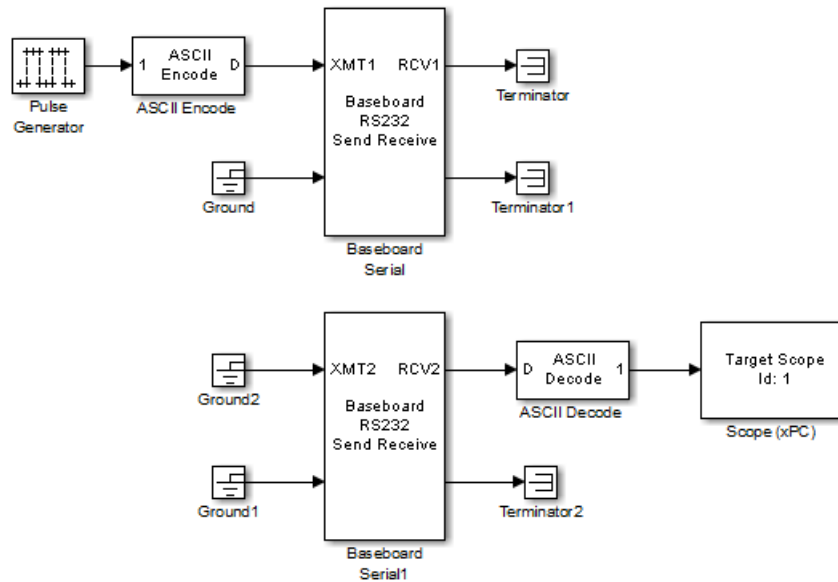 Pulse
Generator
1 ASCII D
Encode
ASCII Encode
XMT1 RCV1
Baseboard
RS232
Send Receive
Baseboard
Serial
Ground
Terminator
Terminator1
XMT2 RCV2
Baseboard
RS232
Send Receive
Baseboard
Serial1
Ground2
Ground1
D ASCII 1
Decode
ASCII Decode
Target Scope
Id: 1
Scope (xPC)
Terminator2